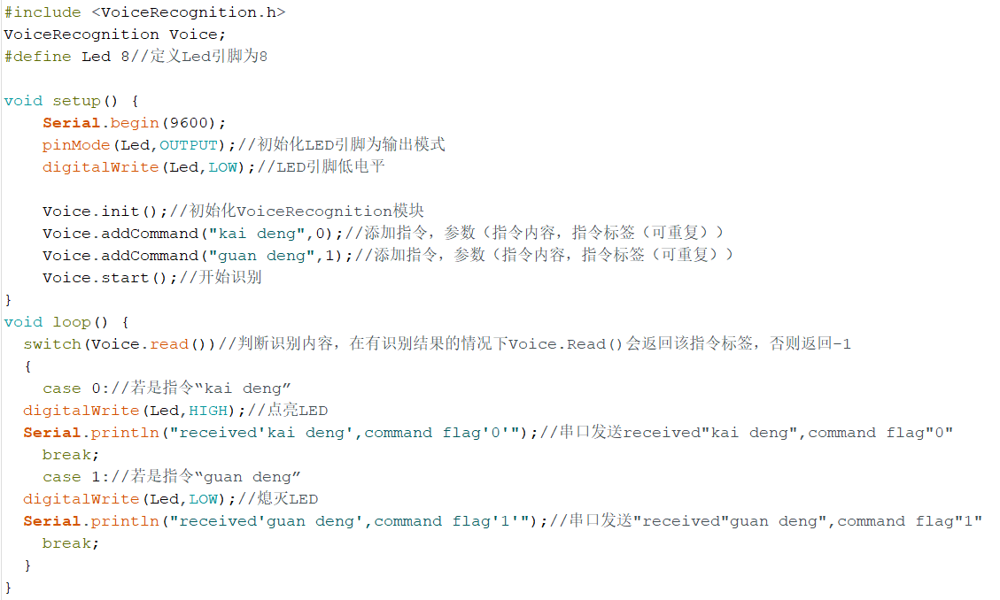 #include <VoiceRecognition.h>
VoiceRecognition Voice;
#define Led 8//定义Led引脚为8
void setup() {
Serial.begin(9600);
pinMode(Led,OUTPUT);//初始化LED引脚为输出模式
digitalWrite(Led,LOW);//LED引脚低电平
Voice.init();//初始化VoiceRecognition模块
Voice.addCommand("kai deng",0);//添加指令，参数（指令内容，指令标签（可重复））
Voice.addCommand("guan deng",1);//添加指令，参数（指令内容，指令标签（可重复））
Voice.start();//开始识别
}
void loop() {
switch(Voice.read())//判断识别内容，在有识别结果的情况下Voice.Read()会返回该指令标签，否则返回-1
{
case 0://若是指令“kai deng”
digitalWrite(Led,HIGH);//点亮LED
Serial.println("received'kai deng',command flag'0'");//串口发送received"kai deng",command flag"0"
break;
case 1://若是指令“guan deng”
digitalWrite(Led,LOW);//熄灭LED
Serial.println("received'guan deng',command flag'1'");//串口发送"received"guan deng",command flag"1"
break;
}
}